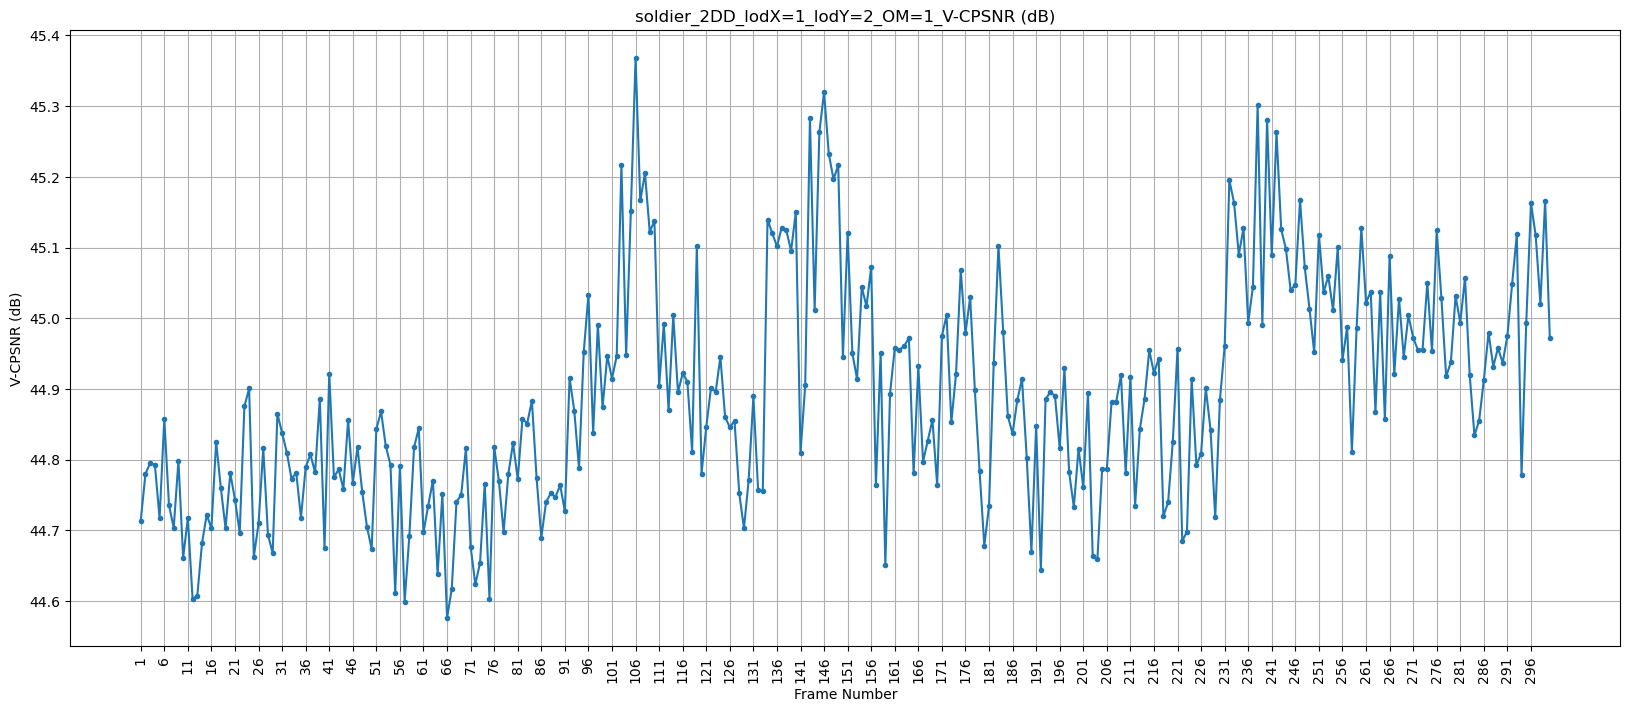 soldier_2DD_lodX=1_lodY=2_OM=1_V-CPSNR (dB)
45.4
45.3
45.2
45.1
45.0
44.9
44.8
44.7
44.6
V-CPSNR (dB)
1 6 11 16 21 26 31 36 41 46 51 56 61 66 71 76 81 86 91 96 101 106 111 116 121 126 131 136 141 146 151 156 161 166 171 176 181 186 191 196 201 206 211 216 221 226 231 236 241 246 251 256 261 266 271 276 281 286 291 296
Frame Number